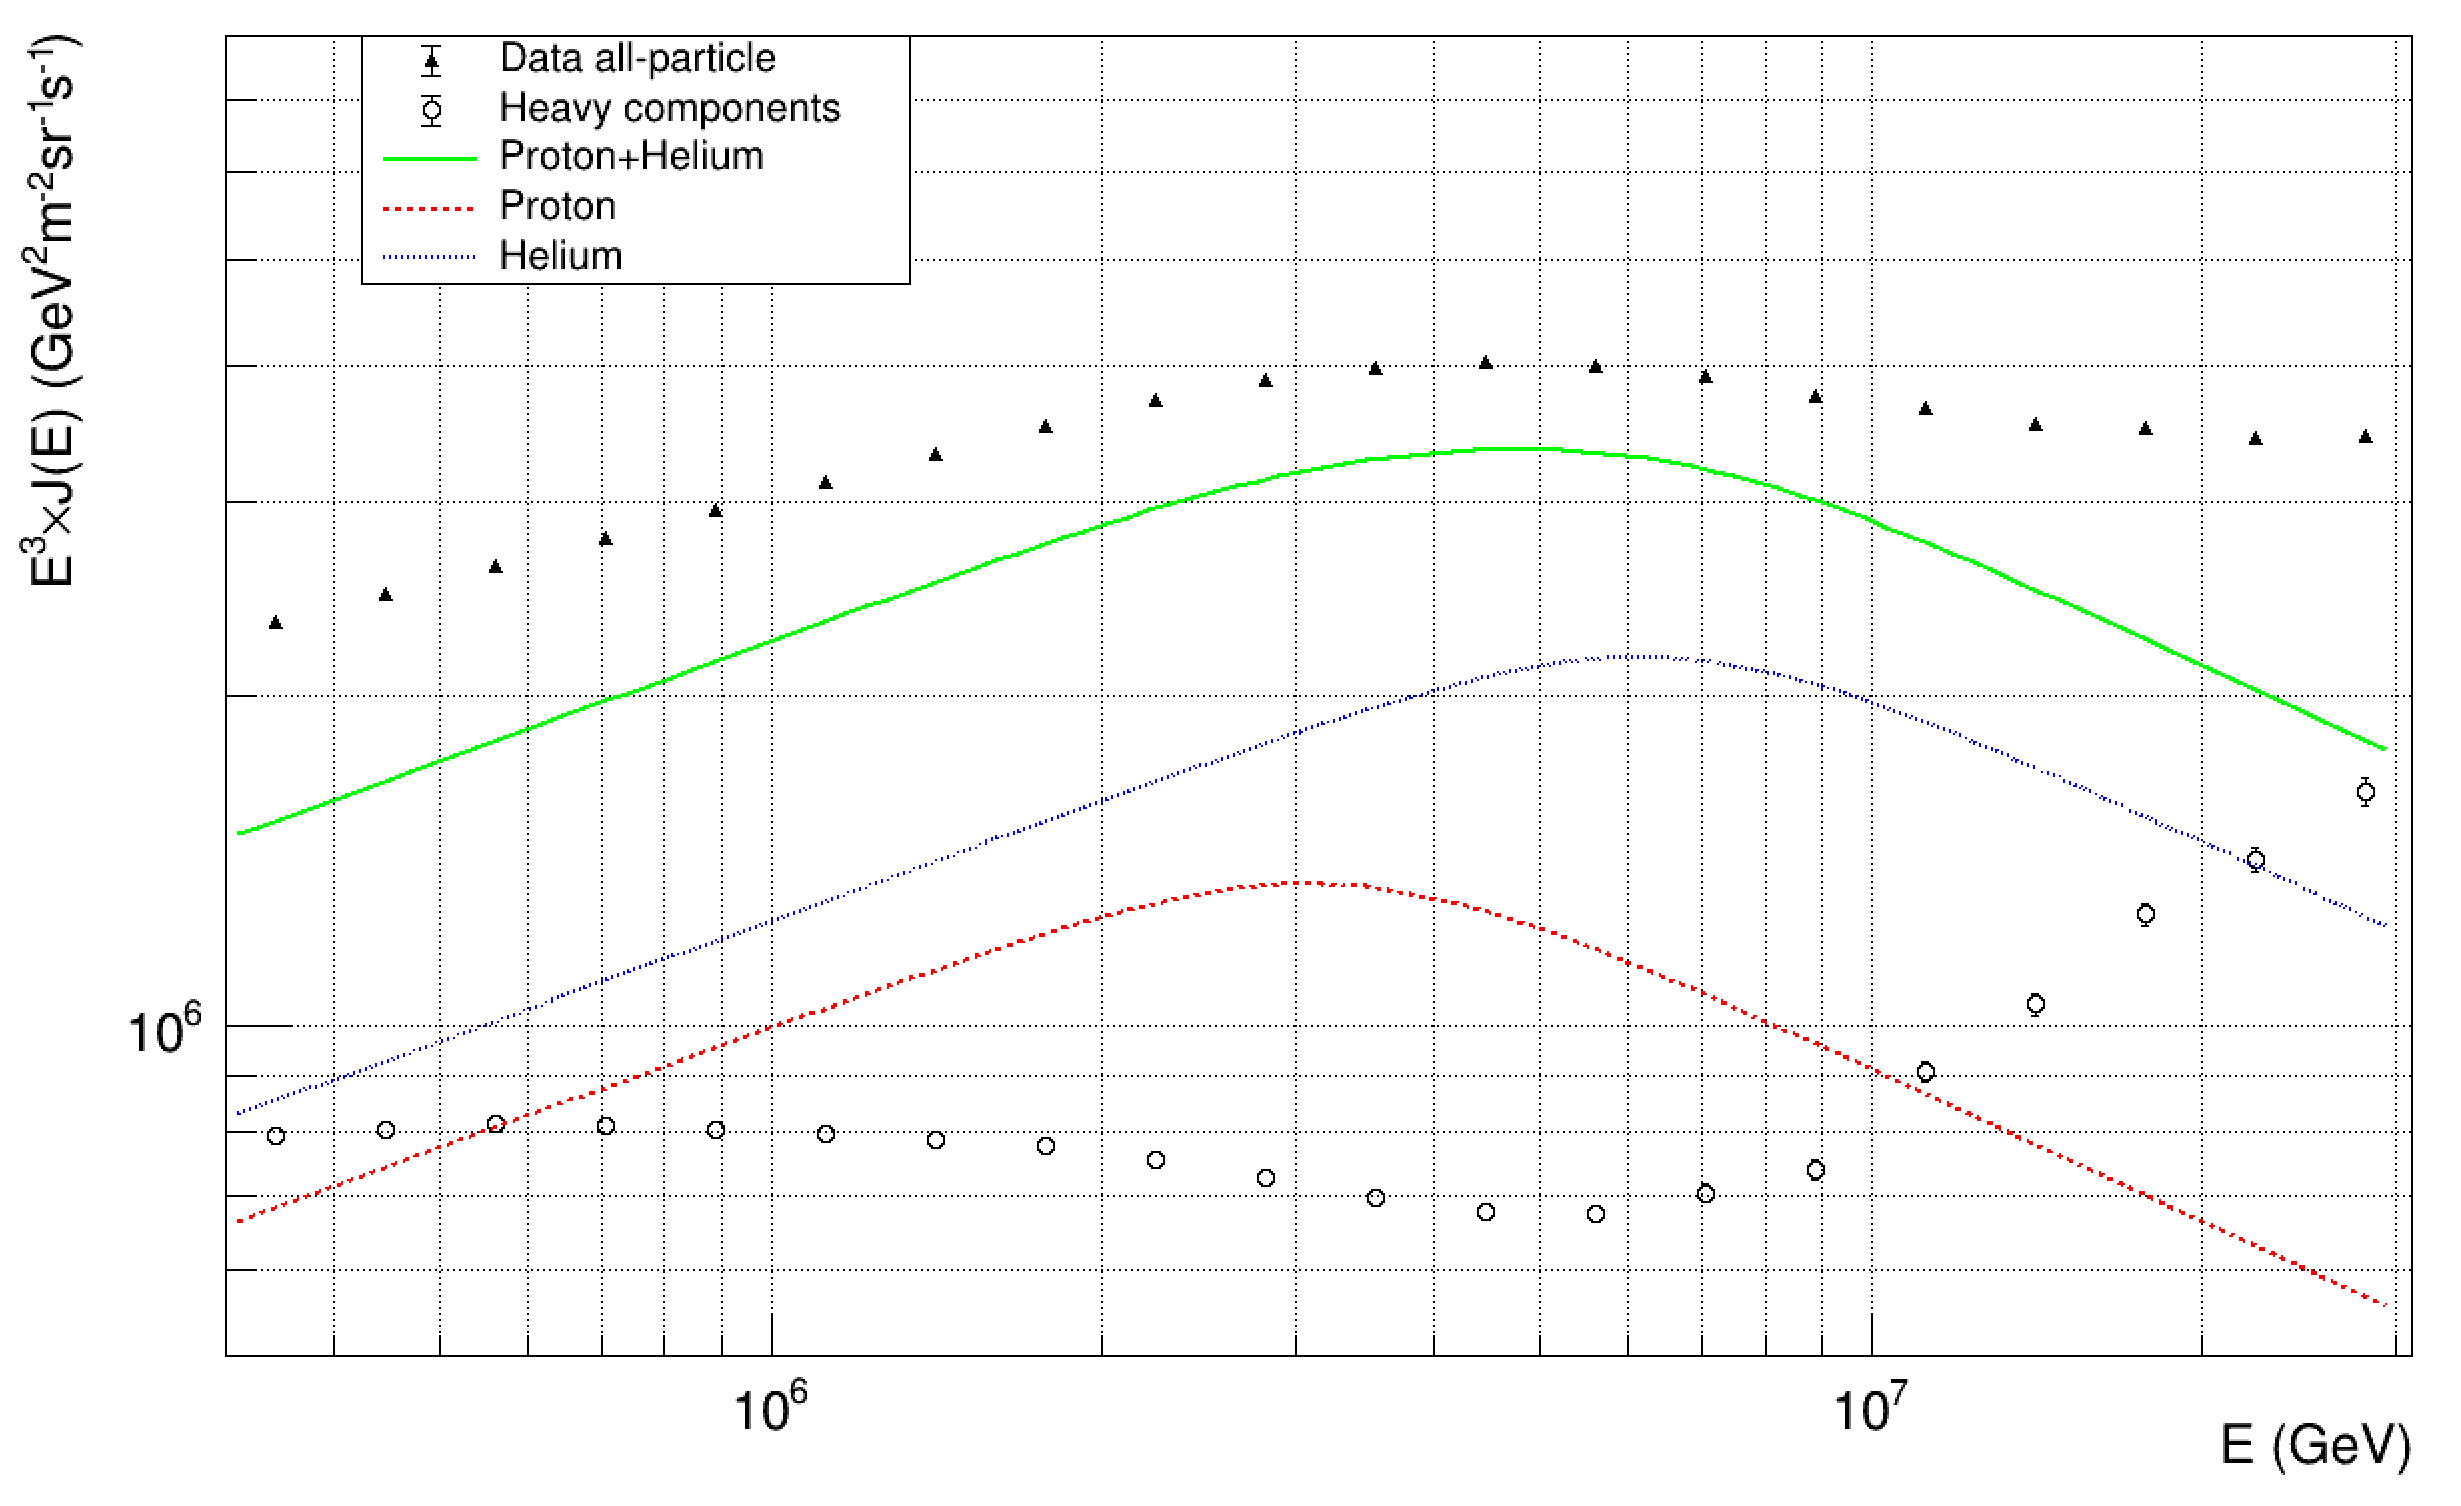 E³×J(E) (GeV²m⁻²sr⁻¹s⁻¹)
Data all-particle
Heavy components
Proton+Helium
Proton
Helium
10⁶
10⁶
10⁷
E (GeV)